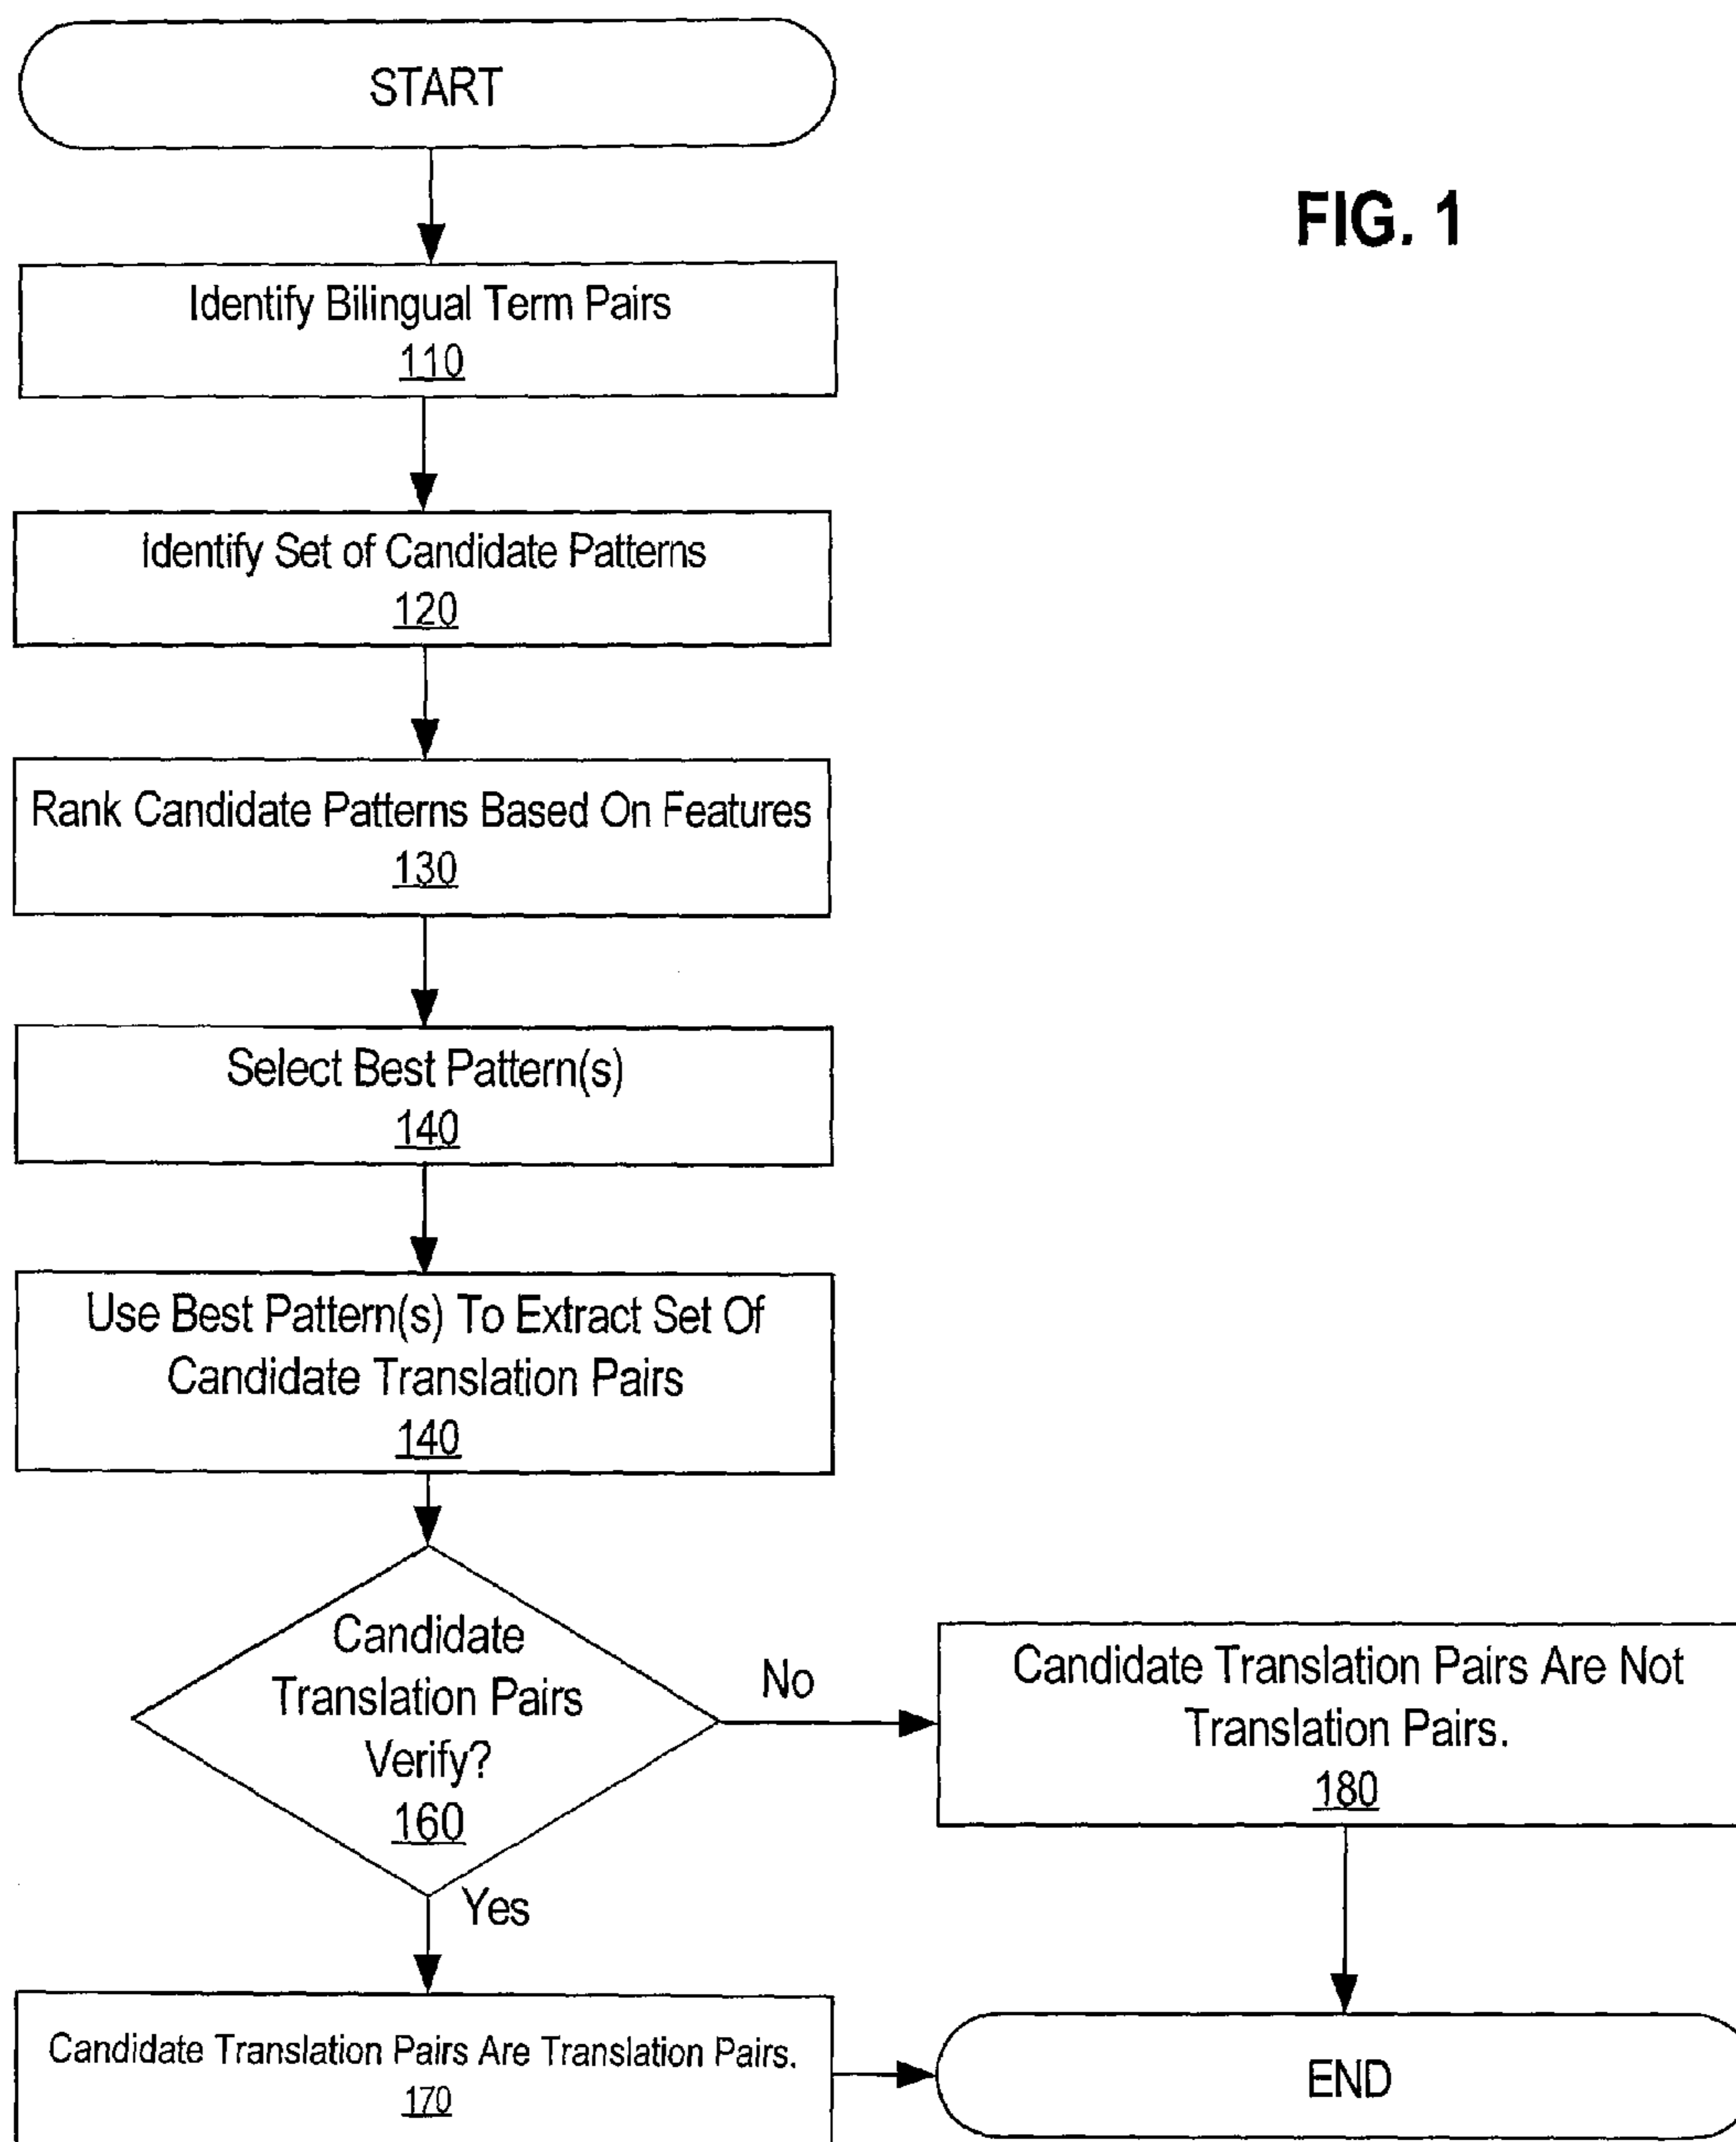 START
FIG. 1
Identify Bilingual Term Pairs
110
Identify Set of Candidate Patterns
120
Rank Candidate Patterns Based On Features
130
Select Best Pattern(s)
140
Use Best Pattern(s) To Extract Set Of
Candidate Translation Pairs
140
Candidate
Translation Pairs
Verify?
160
No
Candidate Translation Pairs Are Not
Translation Pairs.
180
Yes
Candidate Translation Pairs Are Translation Pairs.
170
END